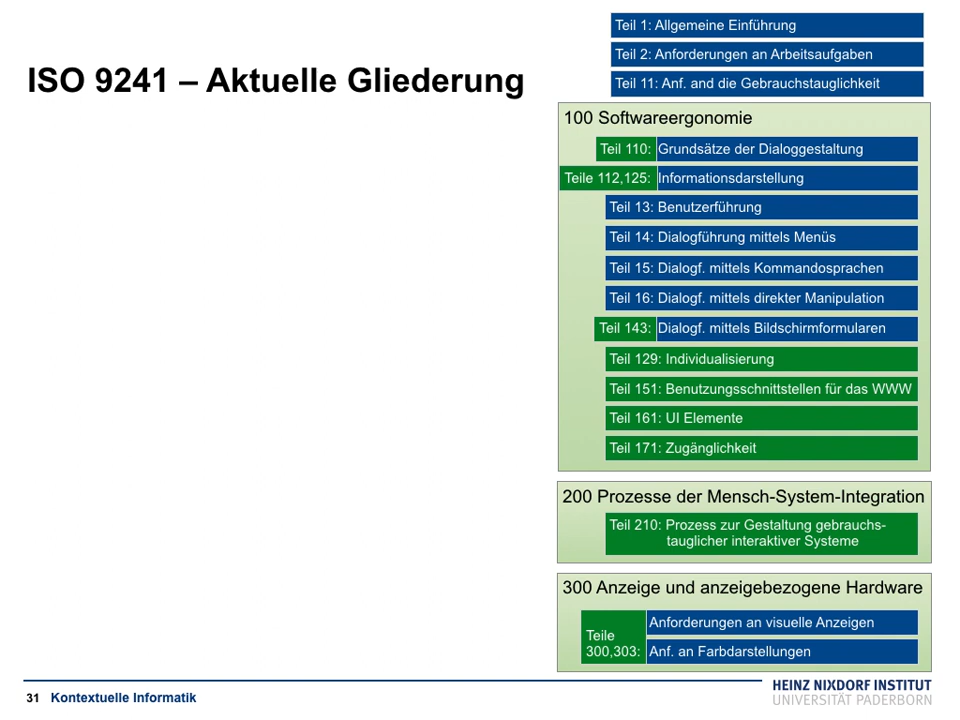 ISO 9241 – Aktuelle Gliederung
Teil 1: Allgemeine Einführung
Teil 2: Anforderungen an Arbeitsaufgaben
Teil 11: Anf. and die Gebrauchstauglichkeit
100 Softwareergonomie
Teil 110: Grundsätze der Dialoggestaltung
Teile 112,125: Informationsdarstellung
Teil 13: Benutzerführung
Teil 14: Dialogführung mittels Menüs
Teil 15: Dialogf. mittels Kommandosprachen
Teil 16: Dialogf. mittels direkter Manipulation
Teil 143: Dialogf. mittels Bildschirmformularen
Teil 129: Individualisierung
Teil 151: Benutzungsschnittstellen für das WWW
Teil 161: UI Elemente
Teil 171: Zugänglichkeit
200 Prozesse der Mensch-System-Integration
Teil 210: Prozess zur Gestaltung gebrauchs-
tauglicher interaktiver Systeme
300 Anzeige und anzeigebezogene Hardware
Teile
300,303:
Anforderungen an visuelle Anzeigen
Anf. an Farbdarstellungen
31 Kontextuelle Informatik
HEINZ NIXDORF INSTITUT
UNIVERSITÄT PADERBORN